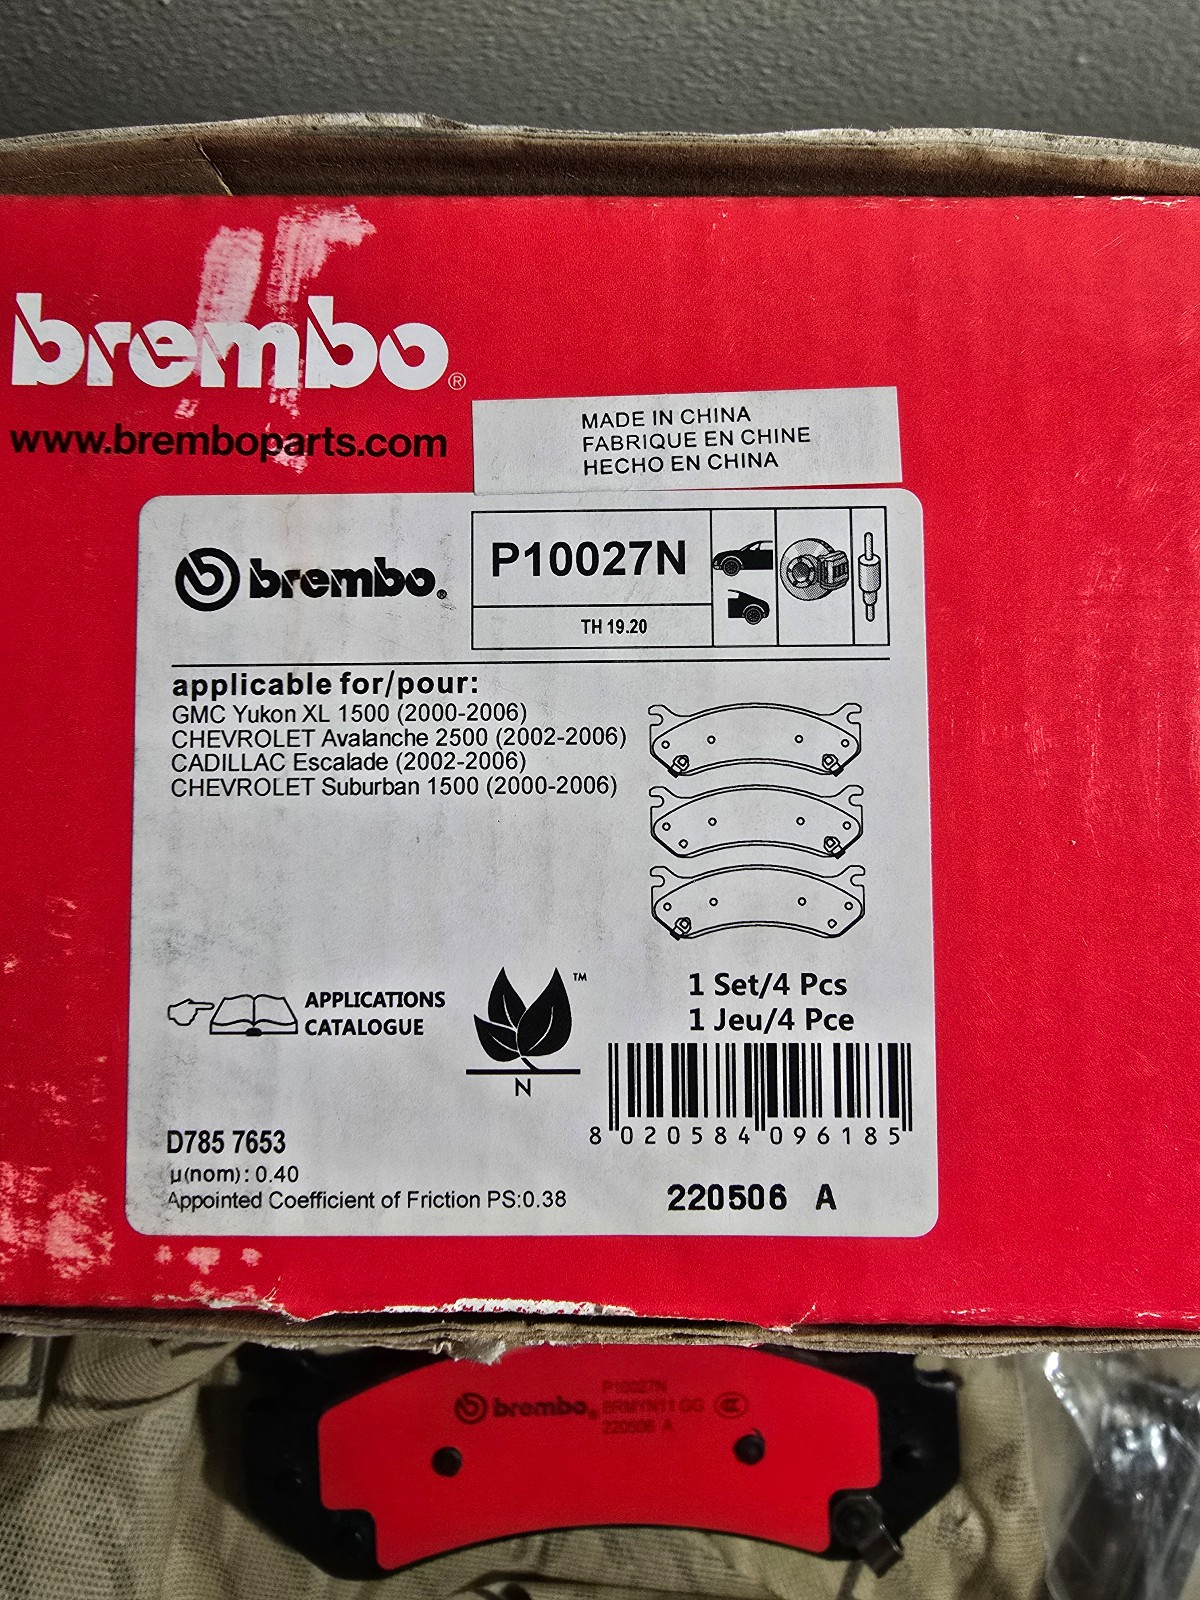 brembo®
www.bremboparts.com
MADE IN CHINA
FABRIQUE EN CHINE
HECHO EN CHINA
brembo®
P10027N
TH 19.20
applicable for/pour:
GMC Yukon XL 1500 (2000-2006)
CHEVROLET Avalanche 2500 (2002-2006)
CADILLAC Escalade (2002-2006)
CHEVROLET Suburban 1500 (2000-2006)
APPLICATIONS
CATALOGUE
TM
N
1 Set/4 Pcs
1 Jeu/4 Pce
8 020584 096185
D785 7653
µ(nom): 0.40
Appointed Coefficient of Friction PS:0.38
220506 A
P10027N
brembo® BRMYN11 GG CCC
220506 A